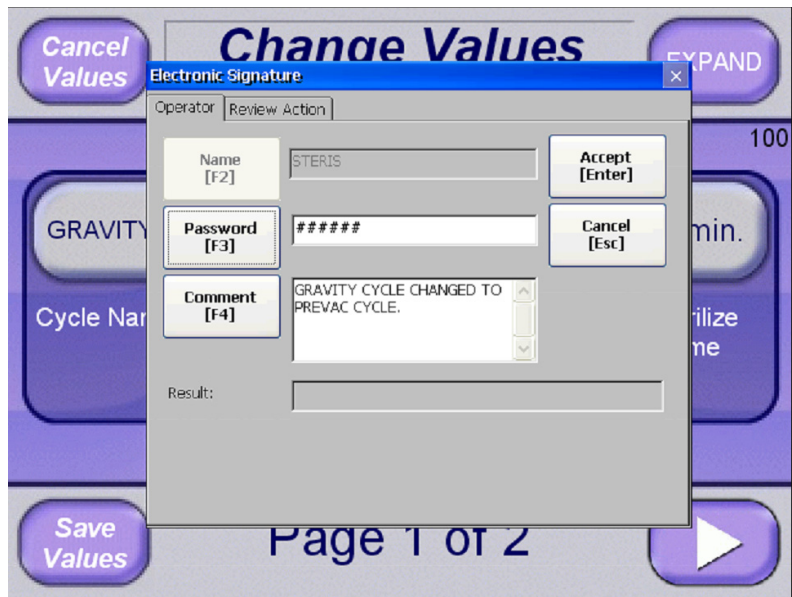 Cancel
Values
Change Values
EXPAND
Electronic Signature
Operator
Review Action
100
Name
[F2]
STERIS
Accept
[Enter]
GRAVITY
Password
[F3]
######
Cancel
[Esc]
min.
Comment
[F4]
GRAVITY CYCLE CHANGED TO
PREVAC CYCLE.
Cycle Nar
rilize
me
Result:
Save
Values
Page 1 of 2